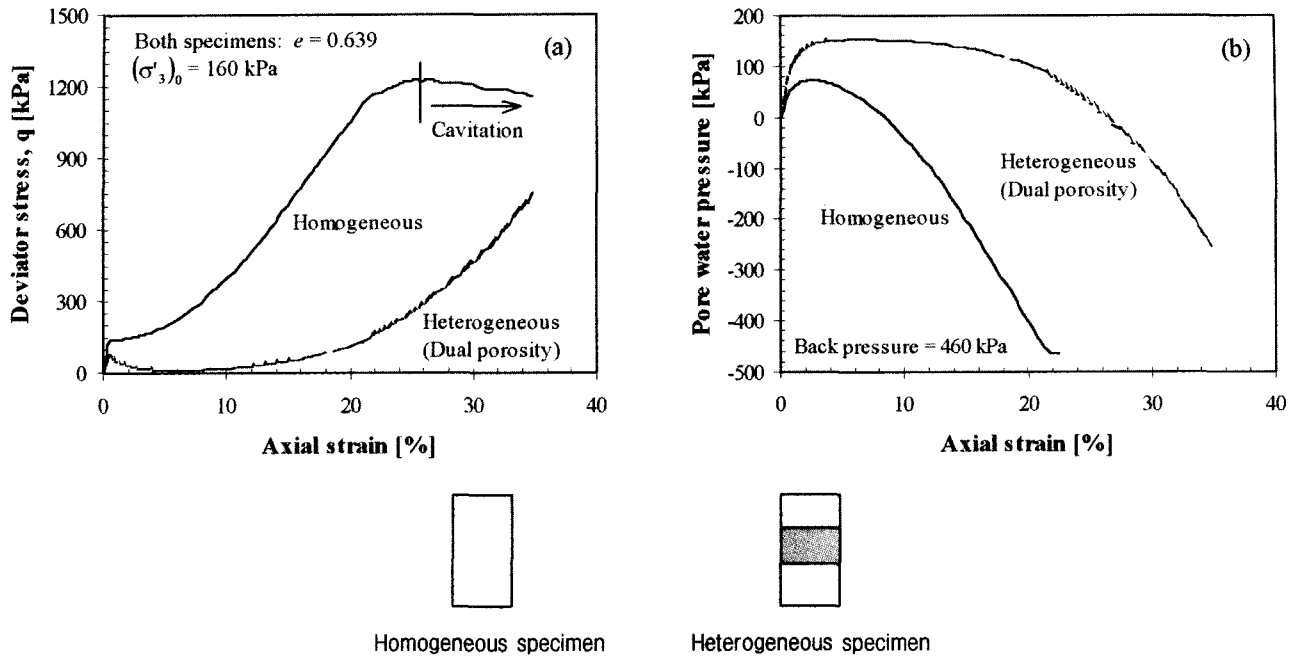 1500
1200
900
600
300
0
0
10
20
30
40
Deviator stress, q [kPa]
Axial strain [%]
Both specimens: e = 0.639
(σ'₃)₀ = 160 kPa
(a)
Cavitation
Homogeneous
Heterogeneous
(Dual porosity)
200
100
0
-100
-200
-300
-400
-500
0
10
20
30
40
Pore water pressure [kPa]
Axial strain [%]
(b)
Heterogeneous
(Dual porosity)
Homogeneous
Back pressure = 460 kPa
Homogeneous specimen
Heterogeneous specimen